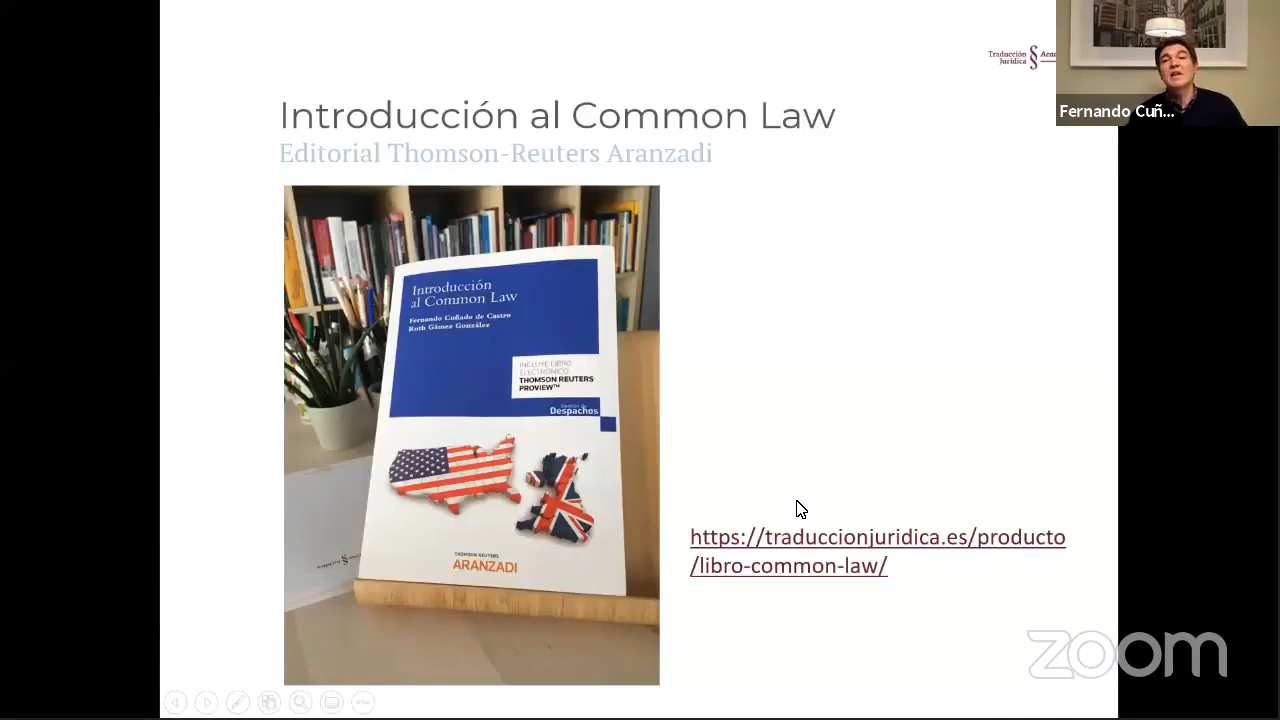 Traducción
Jurídica
Introducción al Common Law
Editorial Thomson-Reuters Aranzadi
Fernando Cuñ...
Introducción
al Common Law
Fernando Cuñado de Castro
Ruth Gámez González
INCLUYE LIBRO
ELECTRÓNICO
THOMSON REUTERS
PROVIEW™
Gestión de
Despachos
THOMSON REUTERS
ARANZADI
https://traduccionjuridica.es/producto
/libro-common-law/
zoom